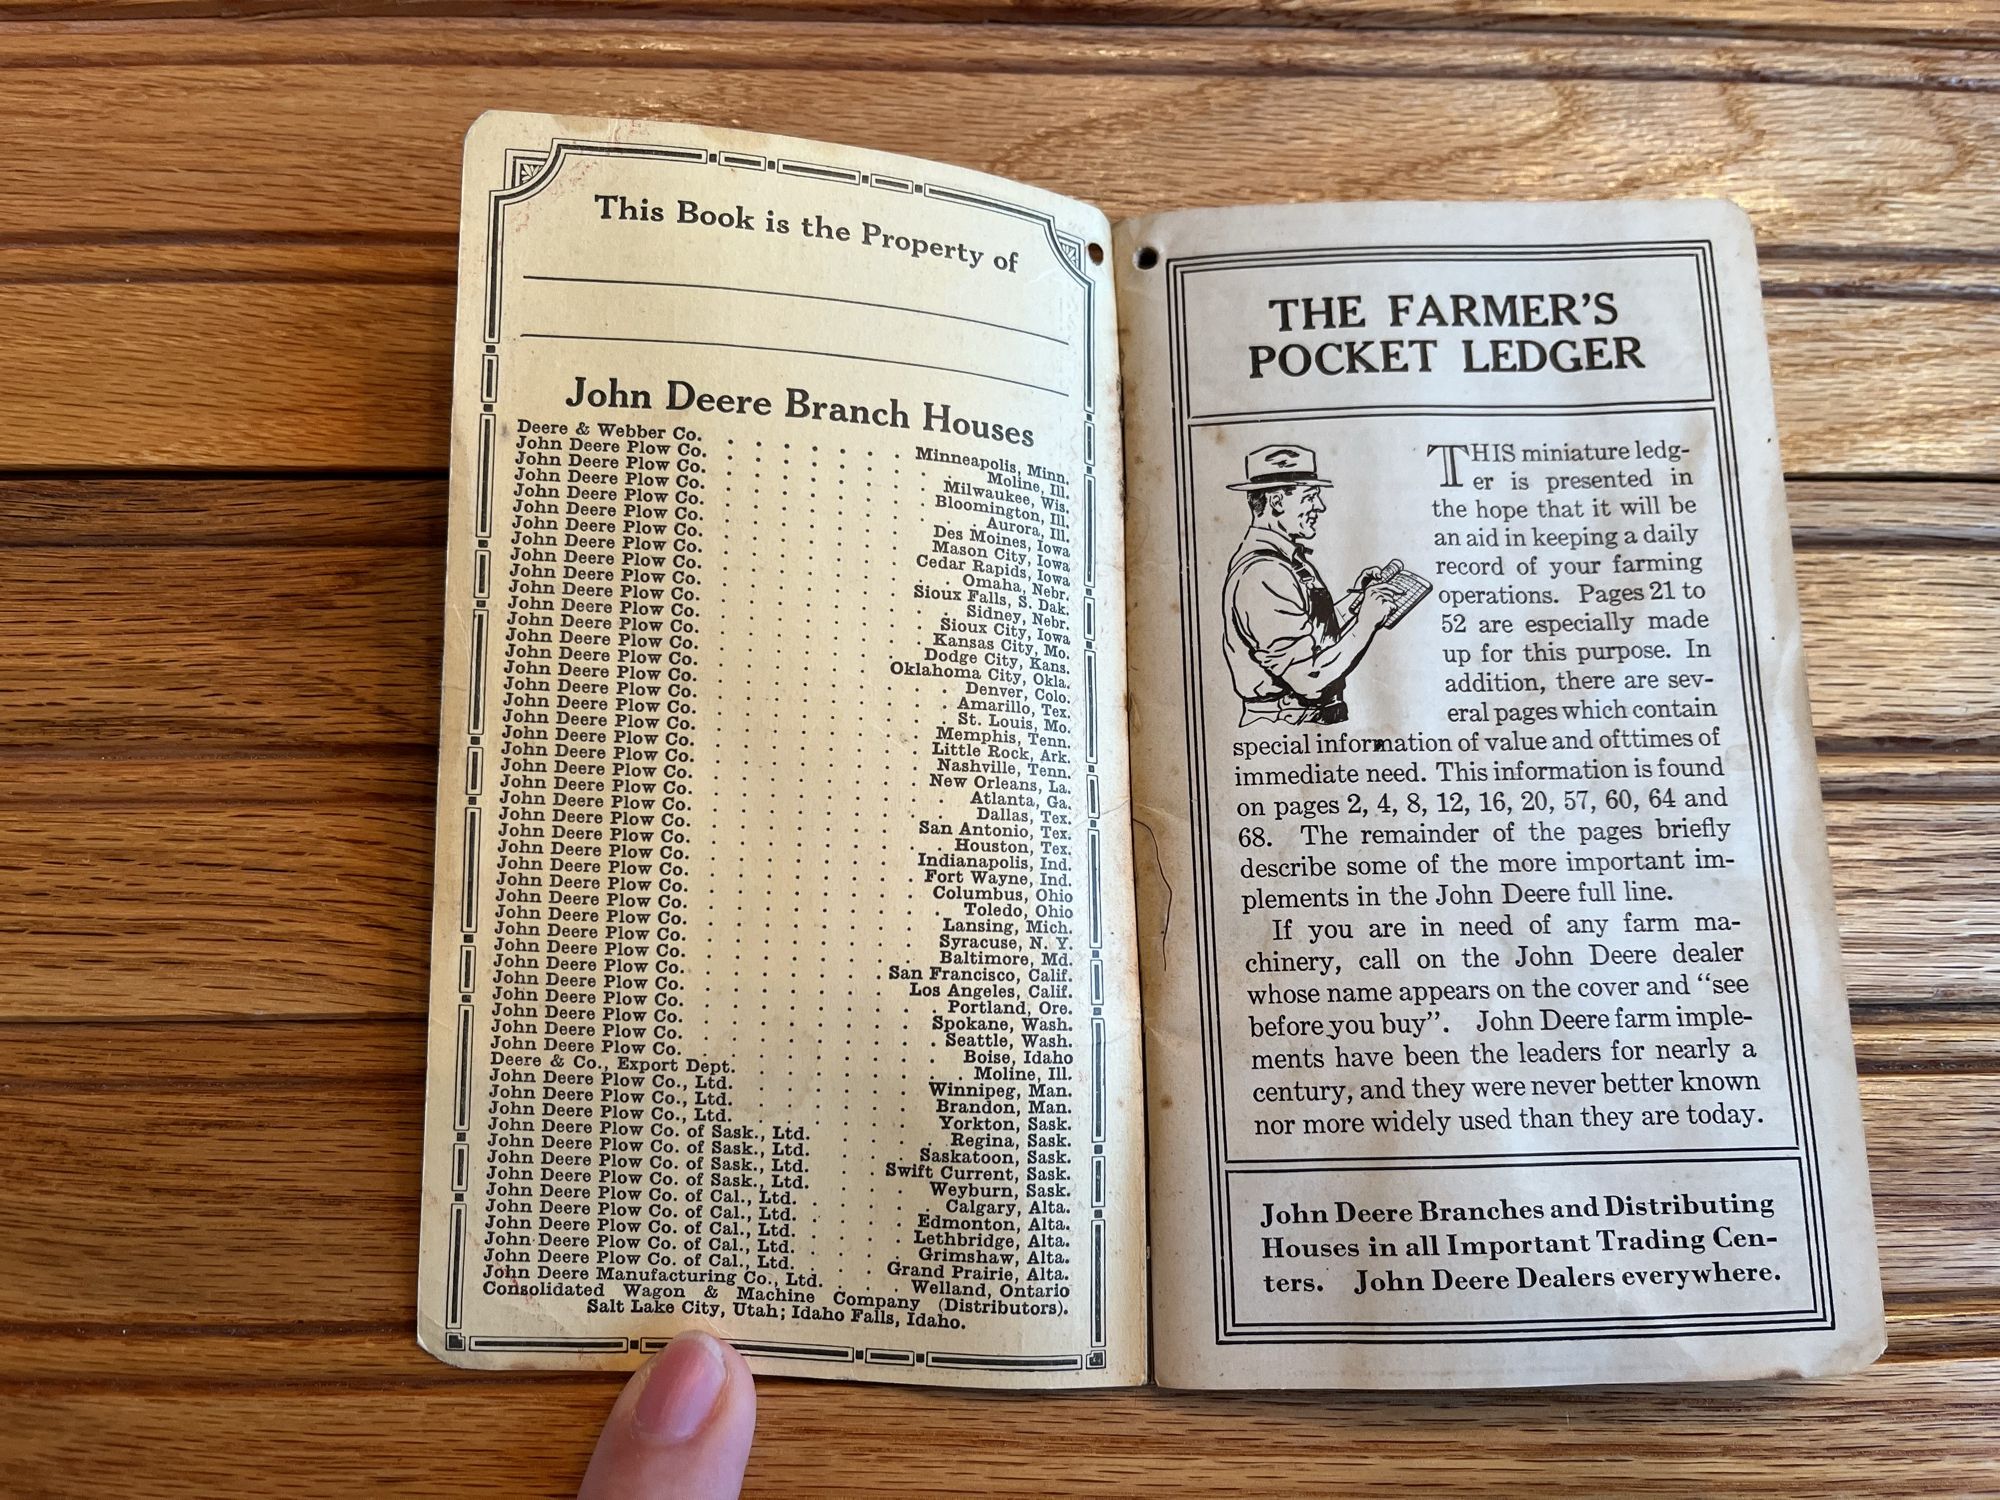 This Book is the Property of
John Deere Branch Houses
Deere & Webber Co. . . . . . . . Minneapolis, Minn.
John Deere Plow Co. . . . . . . . Moline, Ill.
John Deere Plow Co. . . . . . . . Milwaukee, Wis.
John Deere Plow Co. . . . . . . . Bloomington, Ill.
John Deere Plow Co. . . . . . . . Aurora, Ill.
John Deere Plow Co. . . . . . . . Des Moines, Iowa
John Deere Plow Co. . . . . . . . Mason City, Iowa
John Deere Plow Co. . . . . . . . Cedar Rapids, Iowa
John Deere Plow Co. . . . . . . . Omaha, Nebr.
John Deere Plow Co. . . . . . . . Sioux Falls, S. Dak.
John Deere Plow Co. . . . . . . . Sidney, Nebr.
John Deere Plow Co. . . . . . . . Sioux City, Iowa
John Deere Plow Co. . . . . . . . Kansas City, Mo.
John Deere Plow Co. . . . . . . . Dodge City, Kans.
John Deere Plow Co. . . . . . . . Oklahoma City, Okla.
John Deere Plow Co. . . . . . . . Denver, Colo.
John Deere Plow Co. . . . . . . . Amarillo, Tex.
John Deere Plow Co. . . . . . . . St. Louis, Mo.
John Deere Plow Co. . . . . . . . Memphis, Tenn.
John Deere Plow Co. . . . . . . . Little Rock, Ark.
John Deere Plow Co. . . . . . . . Nashville, Tenn.
John Deere Plow Co. . . . . . . . New Orleans, La.
John Deere Plow Co. . . . . . . . Atlanta, Ga.
John Deere Plow Co. . . . . . . . Dallas, Tex.
John Deere Plow Co. . . . . . . . San Antonio, Tex.
John Deere Plow Co. . . . . . . . Houston, Tex.
John Deere Plow Co. . . . . . . . Indianapolis, Ind.
John Deere Plow Co. . . . . . . . Fort Wayne, Ind.
John Deere Plow Co. . . . . . . . Columbus, Ohio
John Deere Plow Co. . . . . . . . Toledo, Ohio
John Deere Plow Co. . . . . . . . Lansing, Mich.
John Deere Plow Co. . . . . . . . Syracuse, N. Y.
John Deere Plow Co. . . . . . . . Baltimore, Md.
John Deere Plow Co. . . . . . . . San Francisco, Calif.
John Deere Plow Co. . . . . . . . Los Angeles, Calif.
John Deere Plow Co. . . . . . . . Portland, Ore.
John Deere Plow Co. . . . . . . . Spokane, Wash.
John Deere Plow Co. . . . . . . . Seattle, Wash.
John Deere Plow Co. . . . . . . . Boise, Idaho
Deere & Co., Export Dept. . . . . . . Moline, Ill.
John Deere Plow Co., Ltd. . . . . . . Winnipeg, Man.
John Deere Plow Co., Ltd. . . . . . . Brandon, Man.
John Deere Plow Co., Ltd. . . . . . . Yorkton, Sask.
John Deere Plow Co. of Sask., Ltd. . . . Regina, Sask.
John Deere Plow Co. of Sask., Ltd. . . . Saskatoon, Sask.
John Deere Plow Co. of Sask., Ltd. . . . Swift Current, Sask.
John Deere Plow Co. of Sask., Ltd. . . . Weyburn, Sask.
John Deere Plow Co. of Cal., Ltd. . . . Calgary, Alta.
John Deere Plow Co. of Cal., Ltd. . . . Edmonton, Alta.
John Deere Plow Co. of Cal., Ltd. . . . Lethbridge, Alta.
John Deere Plow Co. of Cal., Ltd. . . . Grimshaw, Alta.
John Deere Plow Co. of Cal., Ltd. . . . Grand Prairie, Alta.
John Deere Manufacturing Co., Ltd. . . . Welland, Ontario
Consolidated Wagon & Machine Company (Distributors).
Salt Lake City, Utah; Idaho Falls, Idaho.
THE FARMER'S
POCKET LEDGER
THIS miniature ledg-
er is presented in
the hope that it will be
an aid in keeping a daily
record of your farming
operations. Pages 21 to
52 are especially made
up for this purpose. In
addition, there are sev-
eral pages which contain
special information of value and ofttimes of
immediate need. This information is found
on pages 2, 4, 8, 12, 16, 20, 57, 60, 64 and
68. The remainder of the pages briefly
describe some of the more important im-
plements in the John Deere full line.
If you are in need of any farm ma-
chinery, call on the John Deere dealer
whose name appears on the cover and "see
before you buy". John Deere farm imple-
ments have been the leaders for nearly a
century, and they were never better known
nor more widely used than they are today.
John Deere Branches and Distributing
Houses in all Important Trading Cen-
ters. John Deere Dealers everywhere.